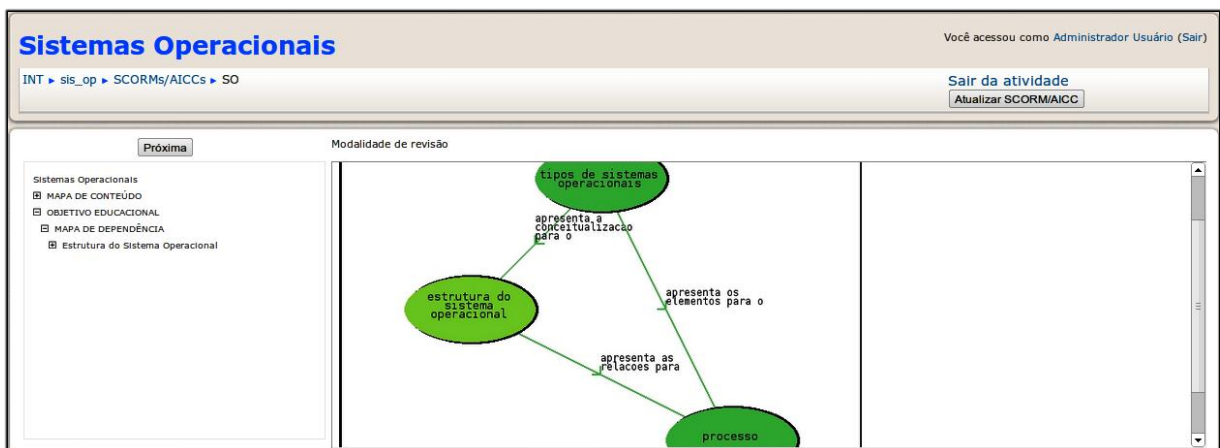 Sistemas Operacionais
Você acessou como Administrador Usuário (Sair)
INT ► sis_op ► SCORMs/AICCs ► SO
Sair da atividade
Atualizar SCORM/AICC
Próxima
Modalidade de revisão
Sistemas Operacionais
MAPA DE CONTEÚDO
OBJETIVO EDUCACIONAL
MAPA DE DEPENDÊNCIA
Estrutura do Sistema Operacional
tipos de sistemas
operacionais
apresenta a
conceitualizacao
para o
estrutura do
sistema
operacional
apresenta os
elementos para o
apresenta as
relacoes para
processo